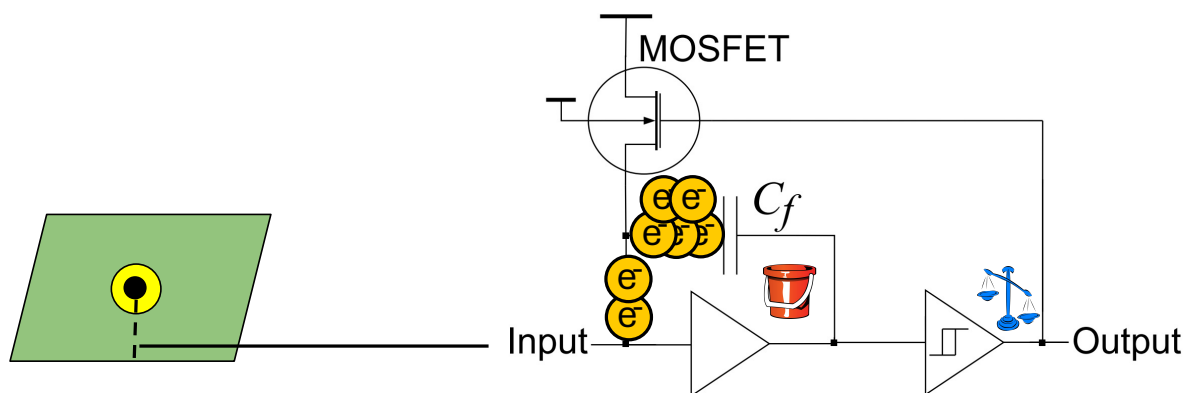 MOSFET
e⁻ e⁻
e⁻ e⁻ e⁻
C_f
e⁻
e⁻
Input
Output